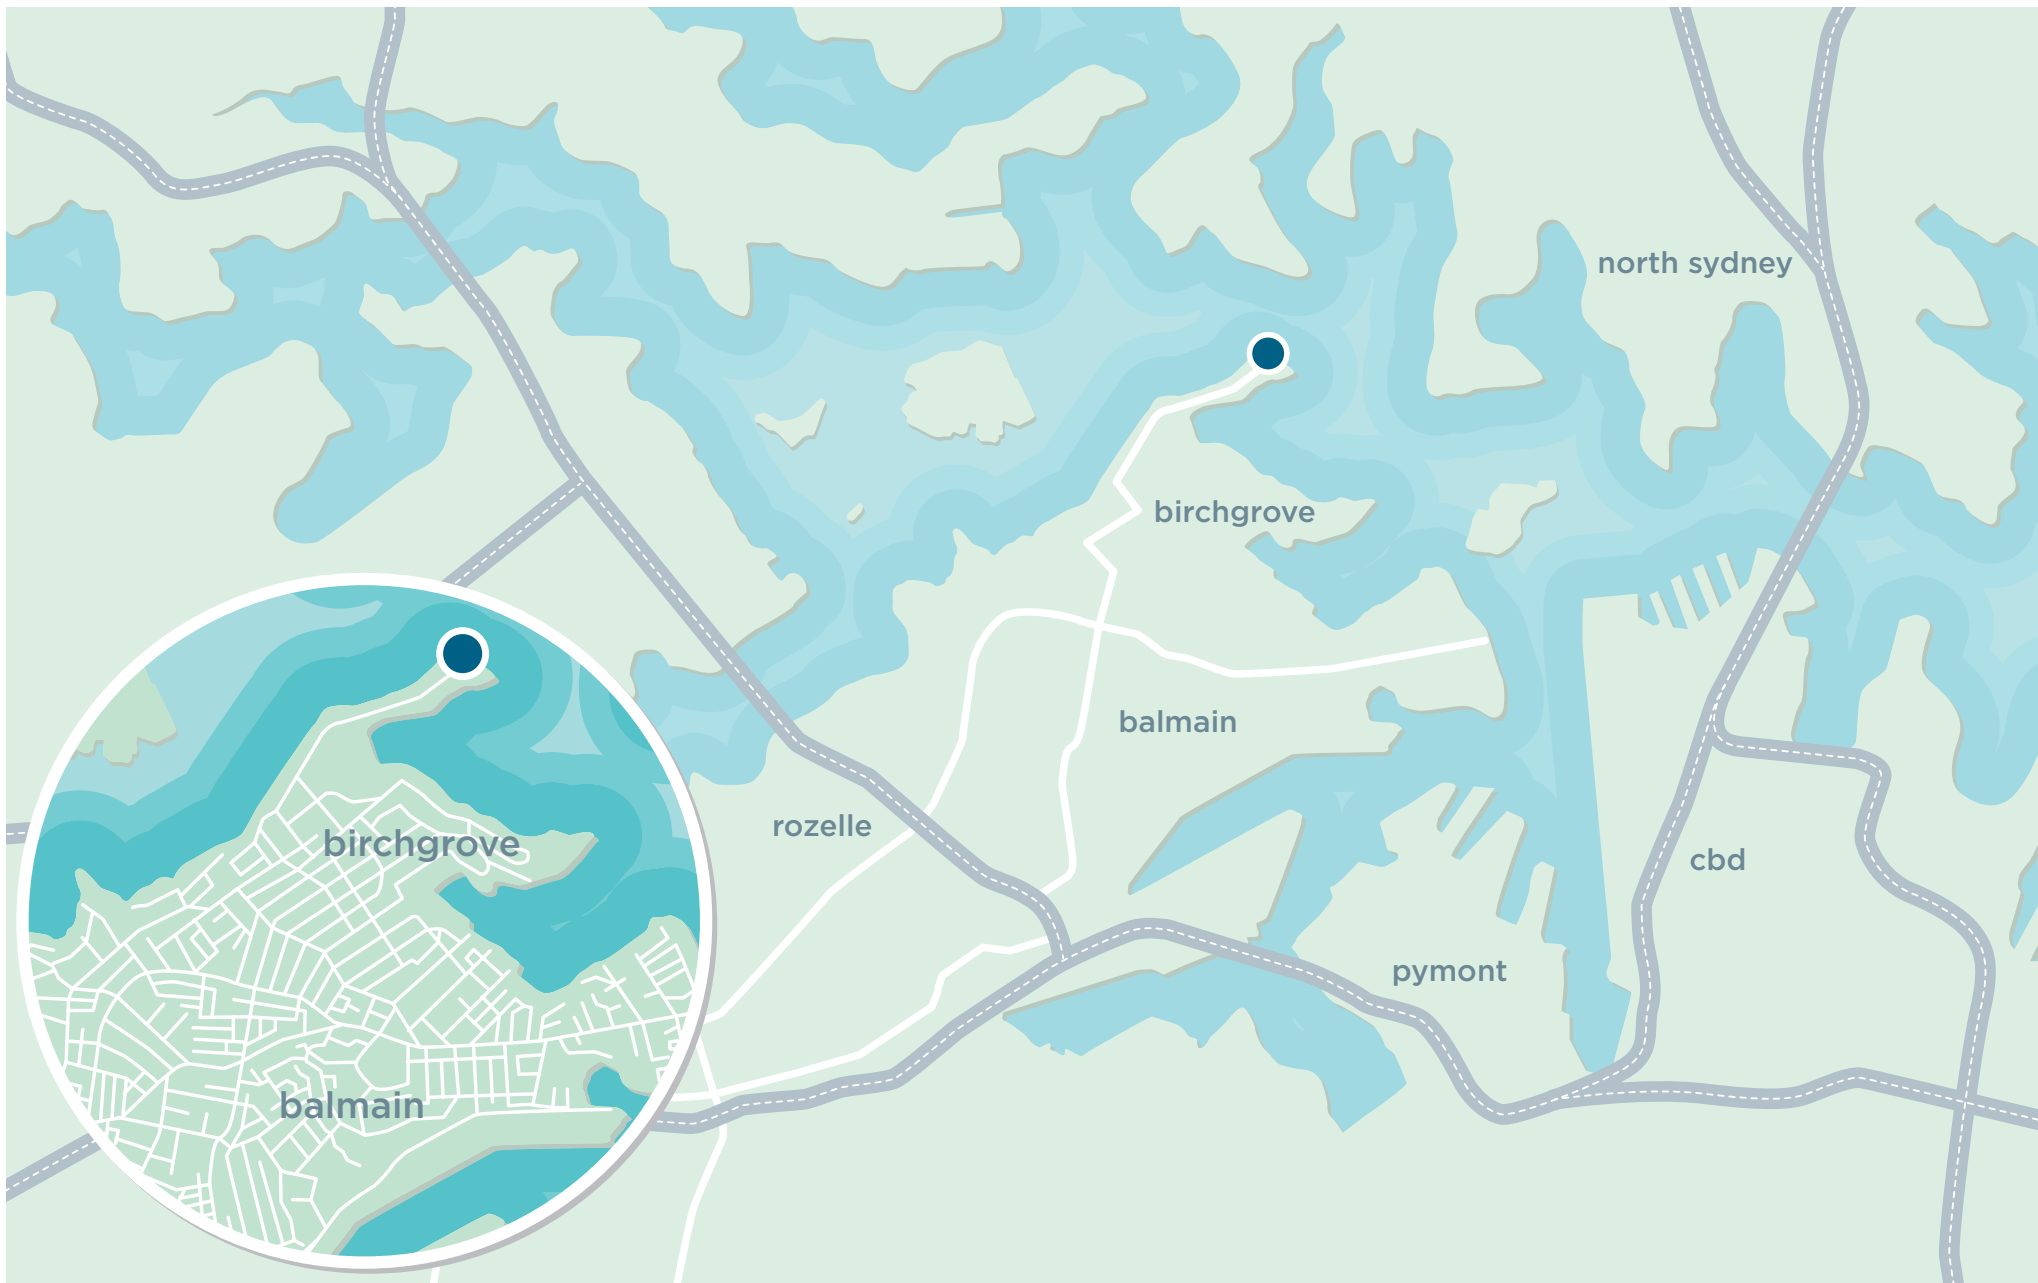 north sydney
birchgrove
balmain
rozelle
birchgrove
cbd
pymont
balmain